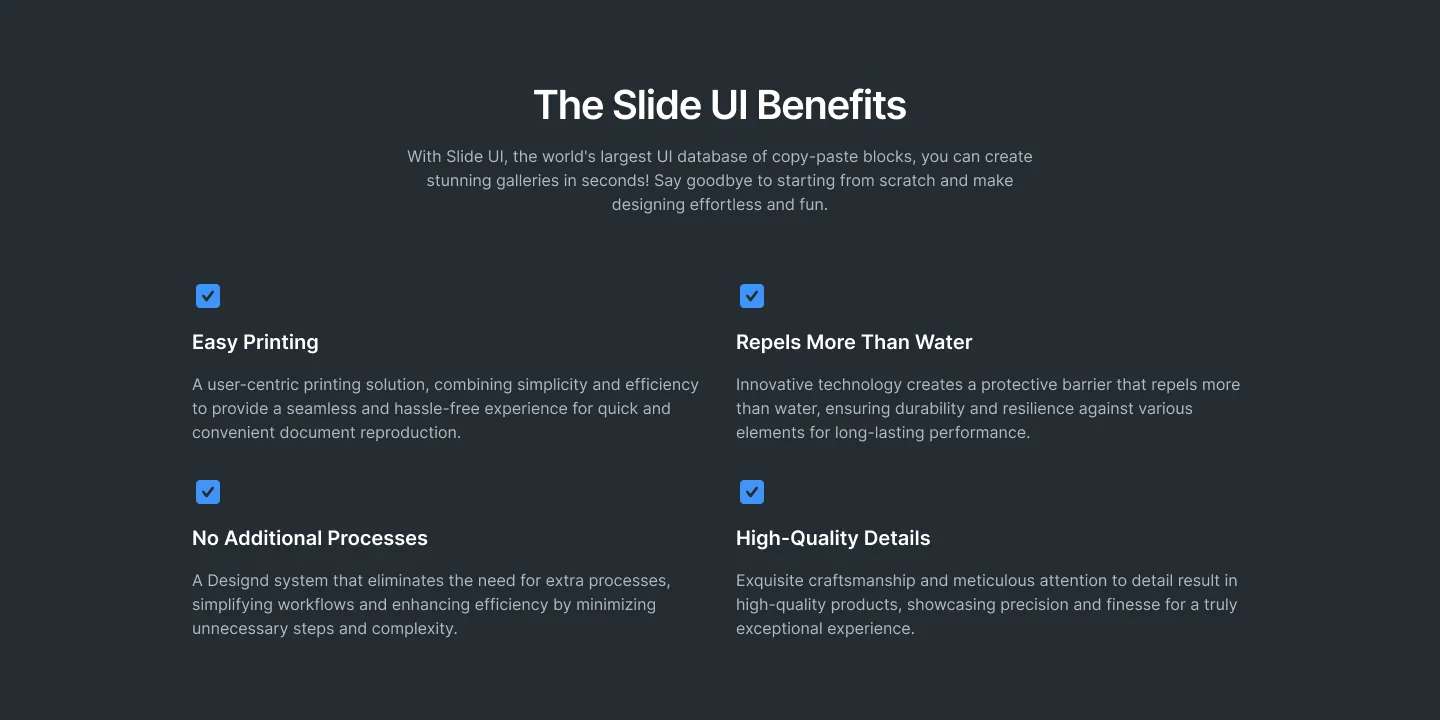 The Slide UI Benefits
With Slide UI, the world's largest UI database of copy-paste blocks, you can create
stunning galleries in seconds! Say goodbye to starting from scratch and make
designing effortless and fun.
Easy Printing
A user-centric printing solution, combining simplicity and efficiency
to provide a seamless and hassle-free experience for quick and
convenient document reproduction.
Repels More Than Water
Innovative technology creates a protective barrier that repels more
than water, ensuring durability and resilience against various
elements for long-lasting performance.
No Additional Processes
A Designd system that eliminates the need for extra processes,
simplifying workflows and enhancing efficiency by minimizing
unnecessary steps and complexity.
High-Quality Details
Exquisite craftsmanship and meticulous attention to detail result in
high-quality products, showcasing precision and finesse for a truly
exceptional experience.